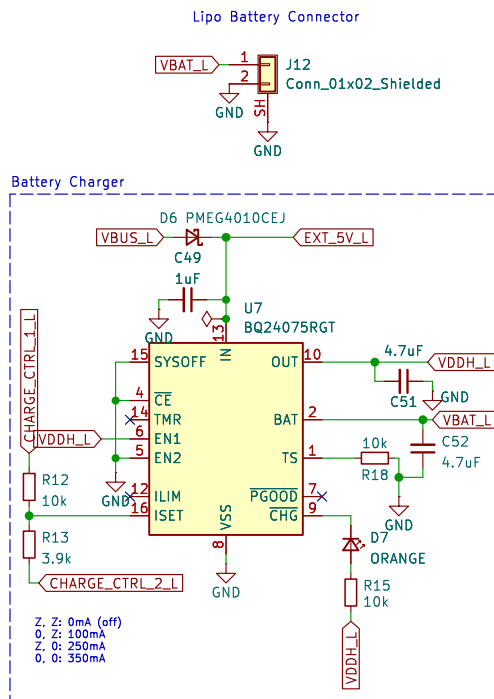 Lipo Battery Connector
VBAT_L
1
2
J12
Conn_01x02_Shielded
GND
SH
GND
Battery Charger
D6 PMEG4010CEJ
VBUS_L
EXT_5V_L
C49
1uF
GND
U7
BQ24075RGT
13
IN
15
SYSOFF
OUT
10
4.7uF
VDDH_L
C51
GND
4
CE
14
TMR
BAT
2
VBAT_L
CHARGE_CTRL_1_L
VDDH_L
6
EN1
5
EN2
TS
1
10k
R18
C52
4.7uF
GND
R12
10k
12
ILIM
PGOOD
7
16
ISET
CHG
9
GND
VSS
8
GND
R13
3.9k
CHARGE_CTRL_2_L
D7
ORANGE
R15
10k
VDDH_L
Z, Z: 0mA (off)
0, Z: 100mA
Z, 0: 250mA
0, 0: 350mA